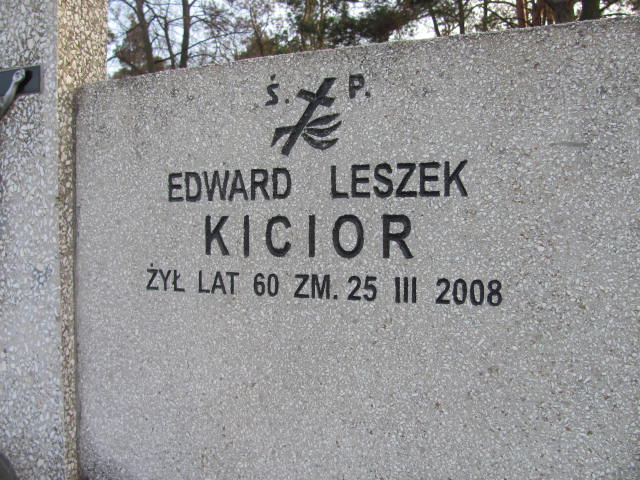 Ś. P.
EDWARD LESZEK
KICIOR
ŻYŁ LAT 60 ZM. 25 III 2008